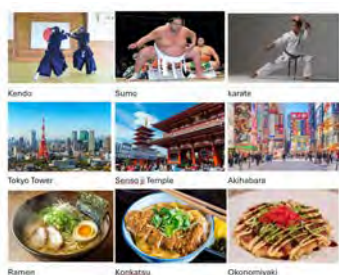 Kendo
Sumo
karate
Tokyo Tower
Senso ji Temple
Akihabara
Ramen
Konkatsu
Okonomiyaki